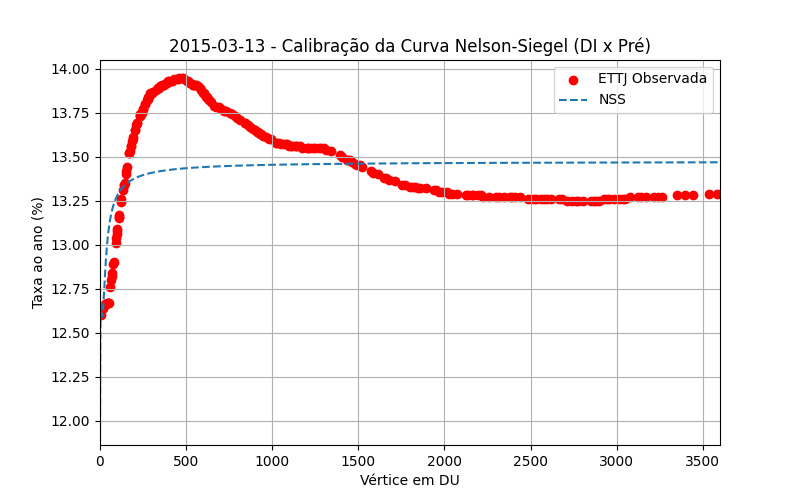 2015-03-13 - Calibração da Curva Nelson-Siegel (DI x Pré)
ETTJ Observada
NSS
Taxa ao ano (%)
14.00
13.75
13.50
13.25
13.00
12.75
12.50
12.25
12.00
0 500 1000 1500 2000 2500 3000 3500
Vértice em DU